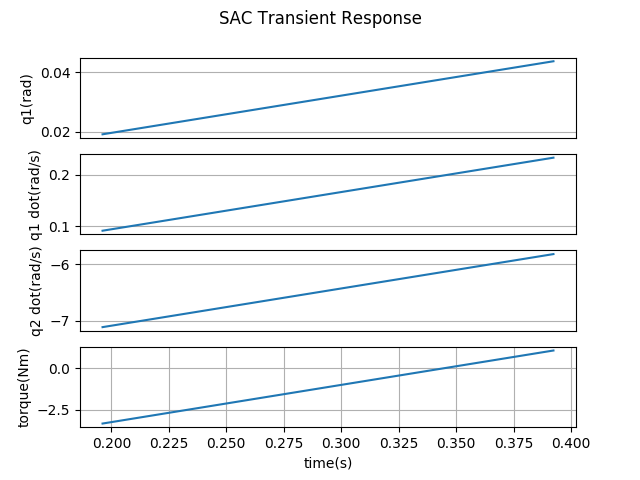 SAC Transient Response
q1(rad)
0.04
0.02
q1 dot(rad/s)
0.2
0.1
q2 dot(rad/s)
−6
−7
torque(Nm)
0.0
−2.5
0.200 0.225 0.250 0.275 0.300 0.325 0.350 0.375 0.400
time(s)